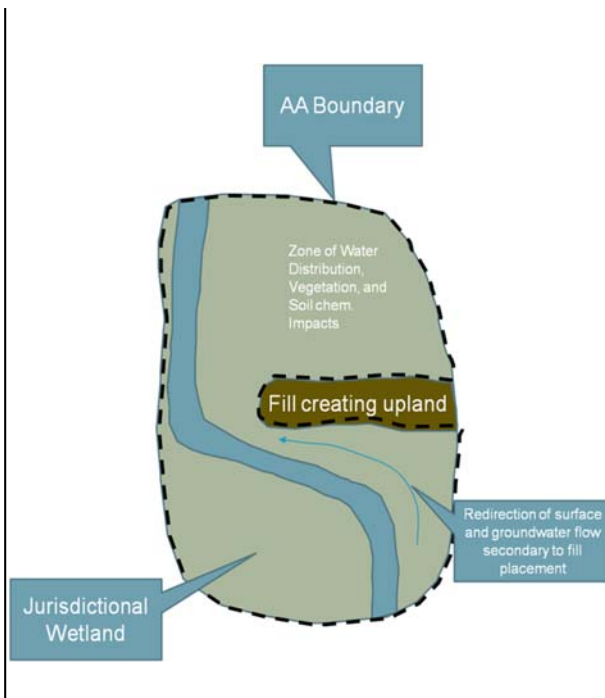 AA Boundary
Zone of Water
Distribution,
Vegetation, and
Soil chem.
Impacts
Fill creating upland
Redirection of surface
and groundwater flow
secondary to fill
placement
Jurisdictional
Wetland